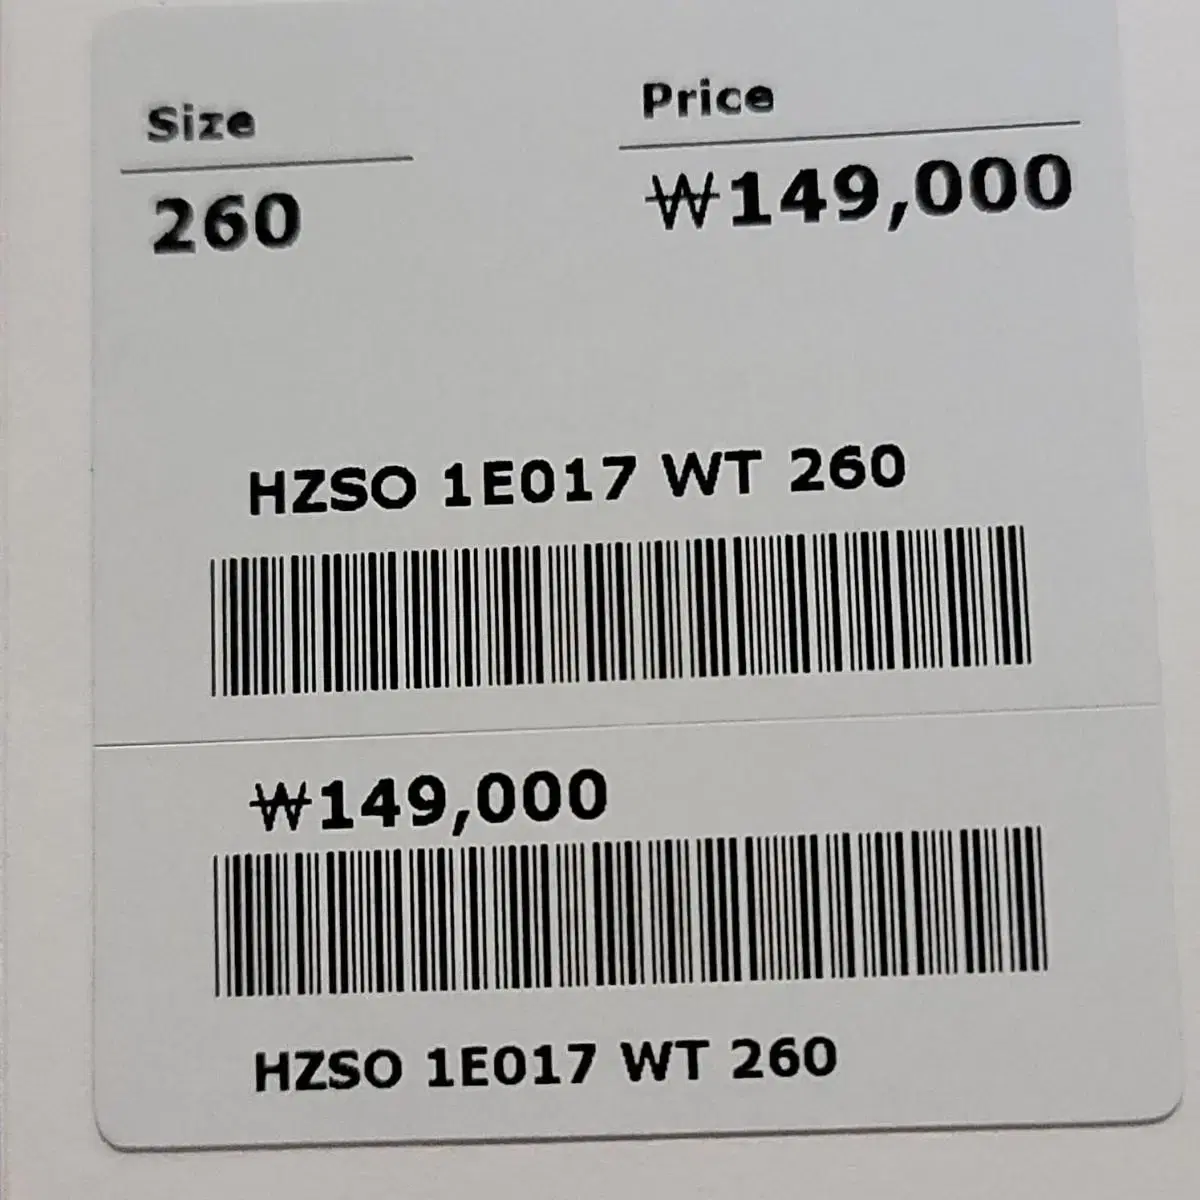 Size
Price
260
₩149,000
HZSO 1E017 WT 260
₩149,000
HZSO 1E017 WT 260